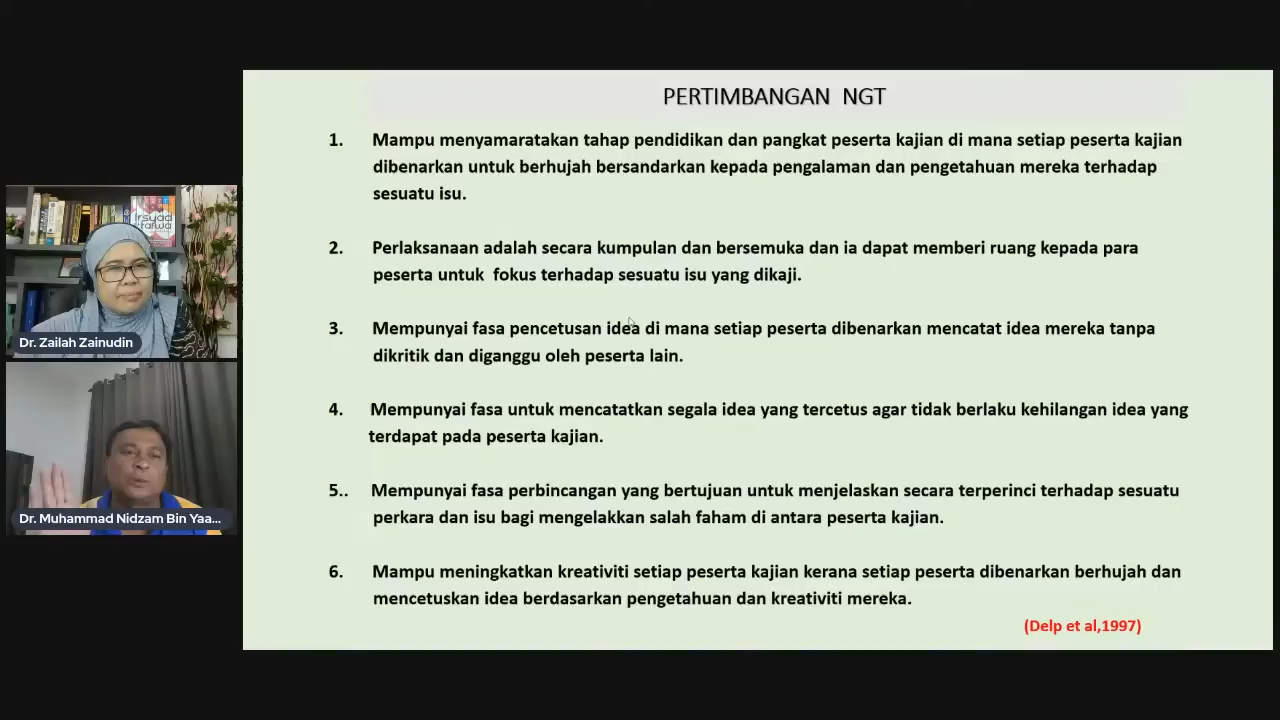 PERTIMBANGAN NGT
1. Mampu menyamaratakan tahap pendidikan dan pangkat peserta kajian di mana setiap peserta kajian
dibenarkan untuk berhujah bersandarkan kepada pengalaman dan pengetahuan mereka terhadap
sesuatu isu.
2. Perlaksanaan adalah secara kumpulan dan bersemuka dan ia dapat memberi ruang kepada para
peserta untuk fokus terhadap sesuatu isu yang dikaji.
3. Mempunyai fasa pencetusan idea di mana setiap peserta dibenarkan mencatat idea mereka tanpa
dikritik dan diganggu oleh peserta lain.
4. Mempunyai fasa untuk mencatatkan segala idea yang tercetus agar tidak berlaku kehilangan idea yang
terdapat pada peserta kajian.
5.. Mempunyai fasa perbincangan yang bertujuan untuk menjelaskan secara terperinci terhadap sesuatu
perkara dan isu bagi mengelakkan salah faham di antara peserta kajian.
6. Mampu meningkatkan kreativiti setiap peserta kajian kerana setiap peserta dibenarkan berhujah dan
mencetuskan idea berdasarkan pengetahuan dan kreativiti mereka.
(Delp et al,1997)
Irsyad
Fatwa
Dr. Zailah Zainudin
Dr. Muhammad Nidzam Bin Yaa...